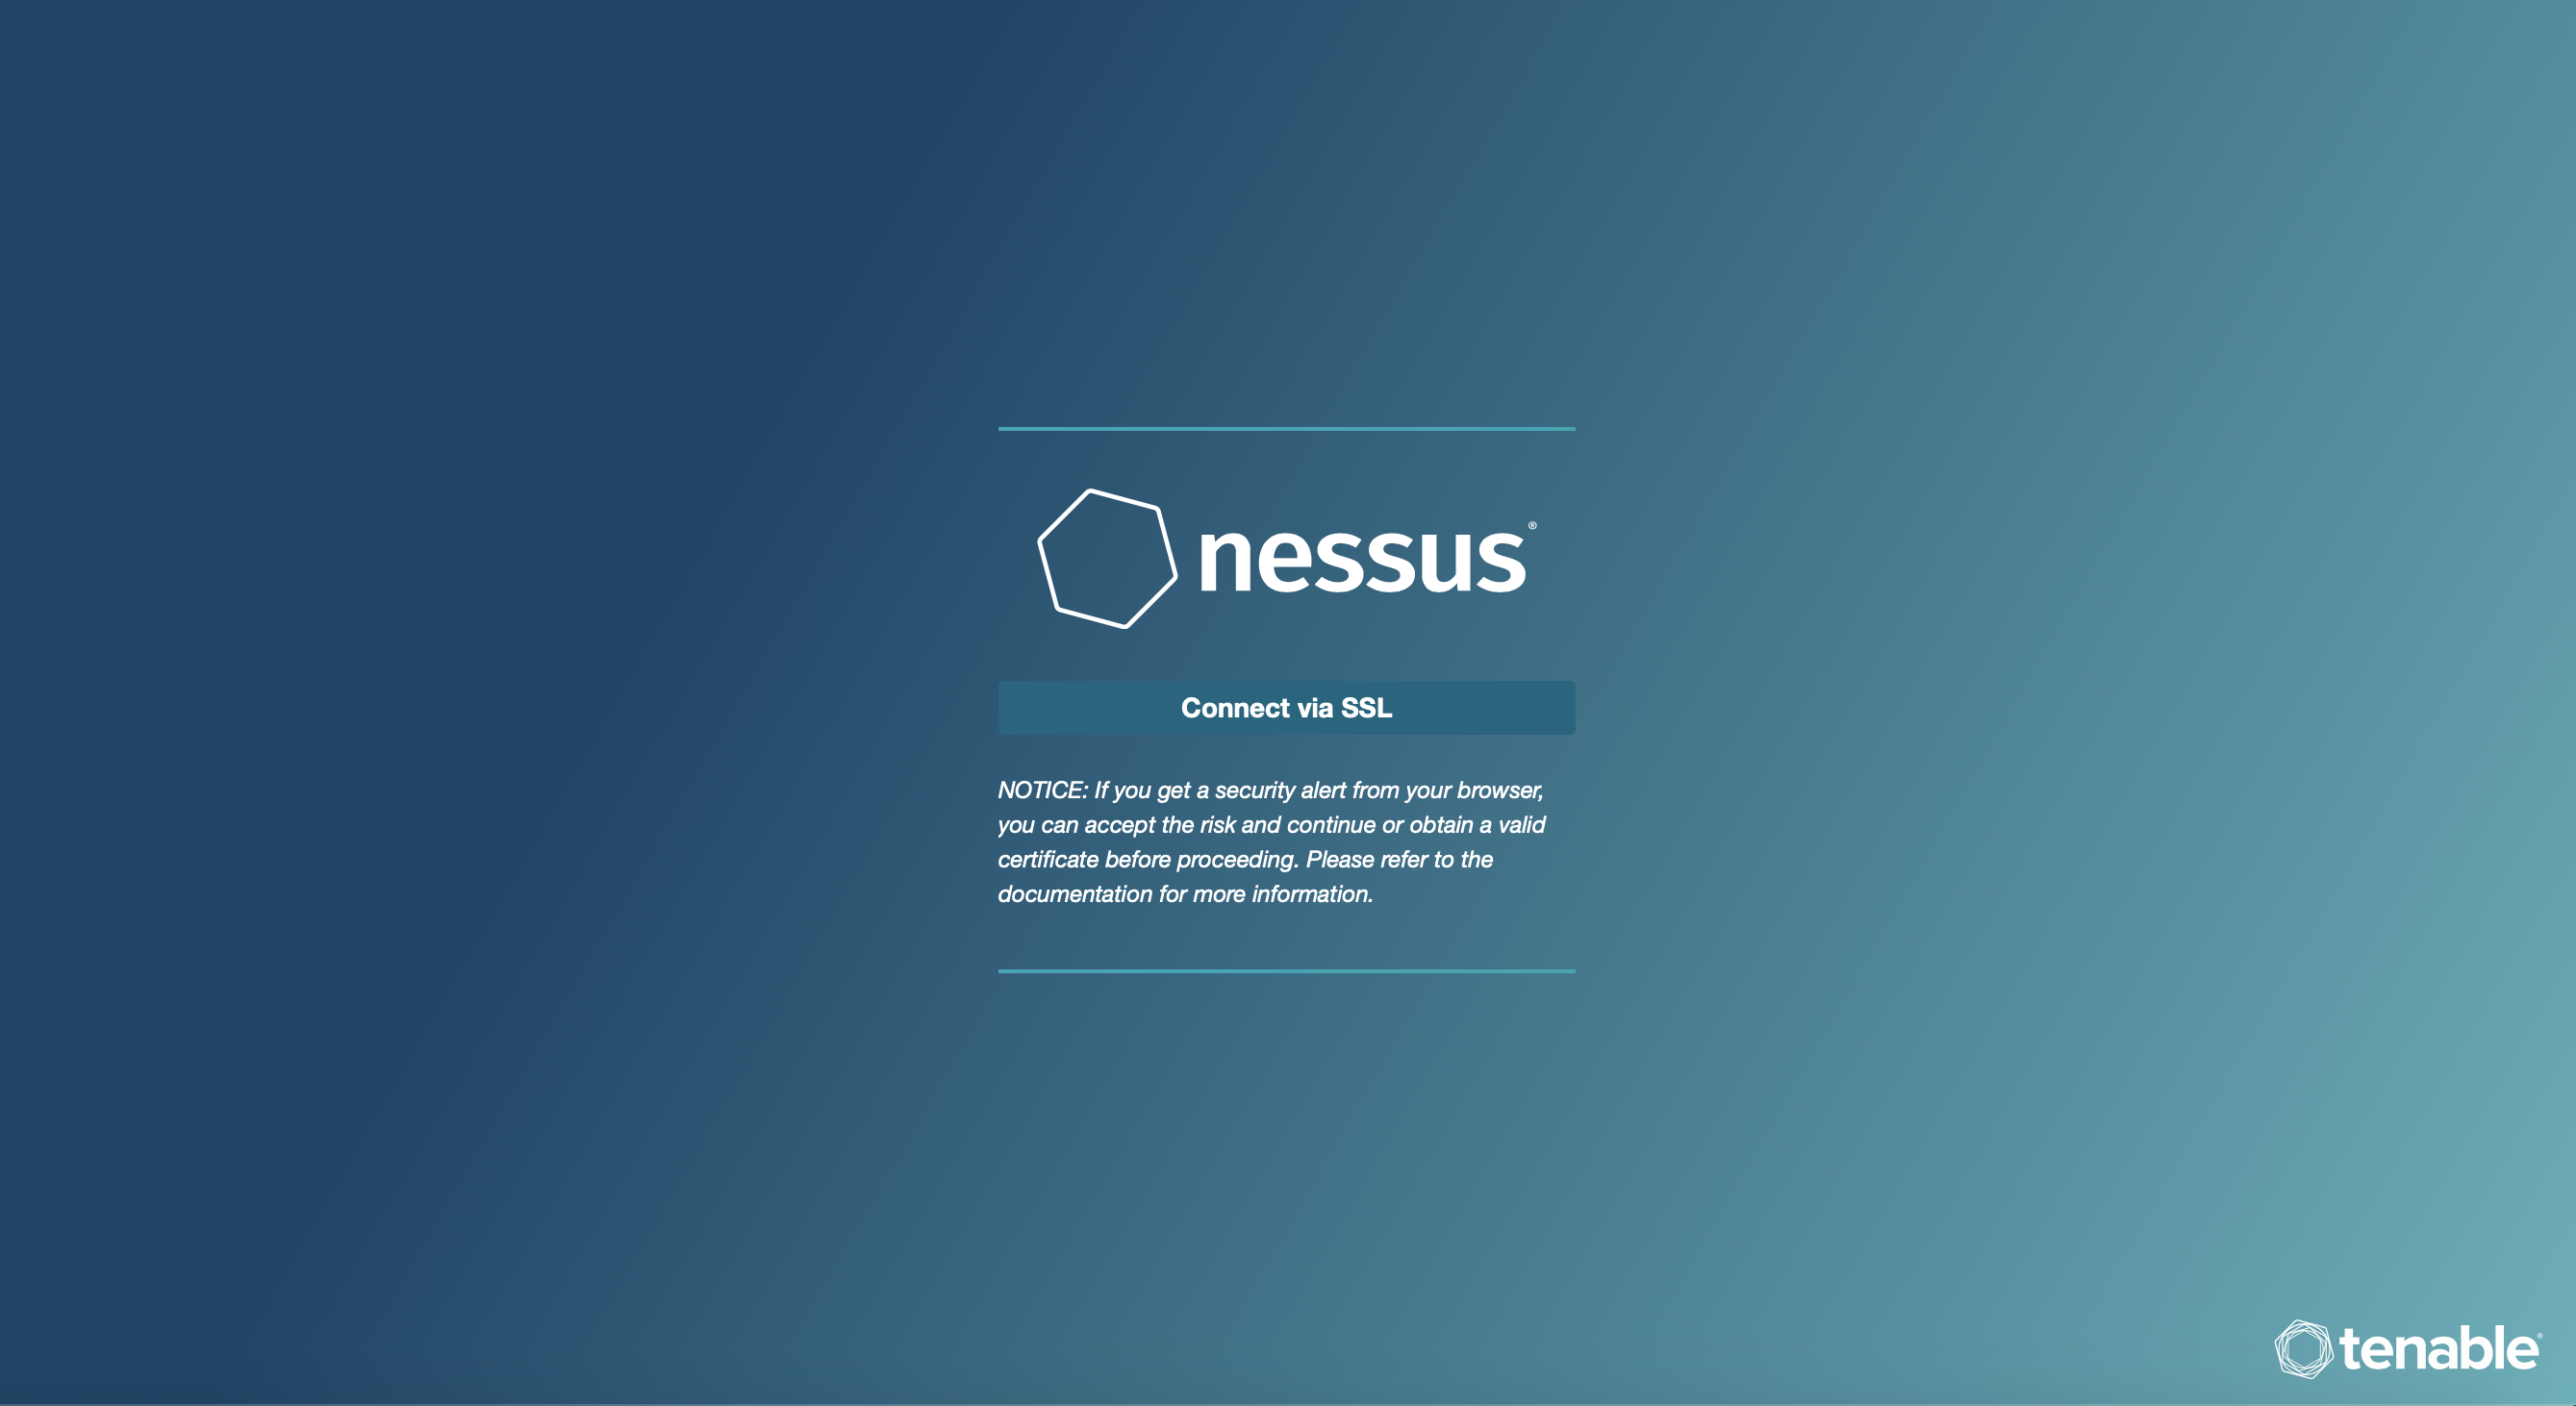 nessus®
Connect via SSL
NOTICE: If you get a security alert from your browser,
you can accept the risk and continue or obtain a valid
certificate before proceeding. Please refer to the
documentation for more information.
tenable®